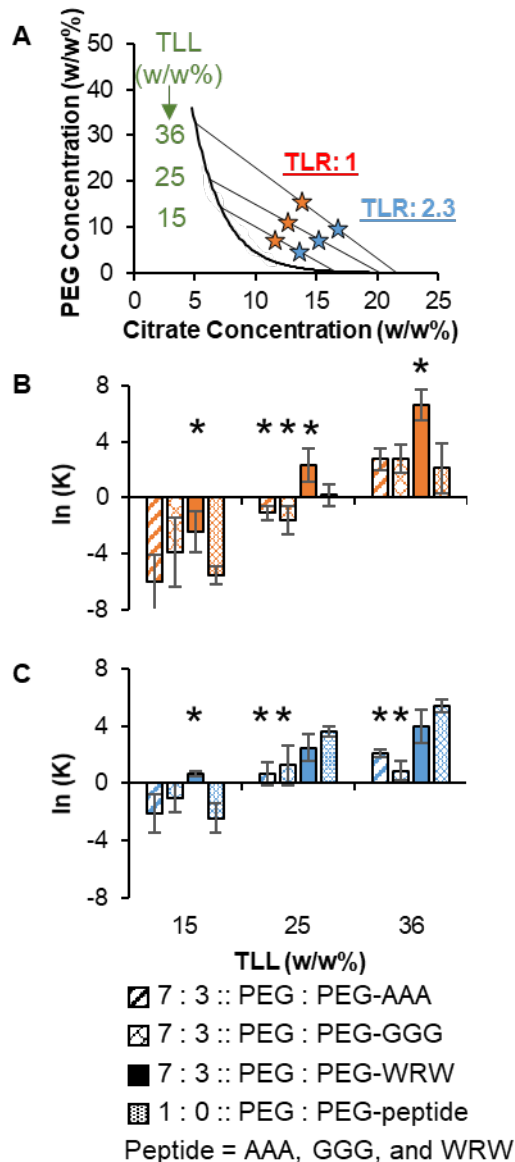 A
TLL
(w/w%)
PEG Concentration (w/w%)
50
40
30
20
10
0
36
25
15
TLR: 1
TLR: 2.3
0 5 10 15 20 25
Citrate Concentration (w/w%)
B
ln (K)
8
4
0
-4
-8
* * * * *
C
ln (K)
8
4
0
-4
-8
* * * * *
15 25 36
TLL (w/w%)
7 : 3 :: PEG : PEG-AAA
7 : 3 :: PEG : PEG-GGG
7 : 3 :: PEG : PEG-WRW
1 : 0 :: PEG : PEG-peptide
Peptide = AAA, GGG, and WRW